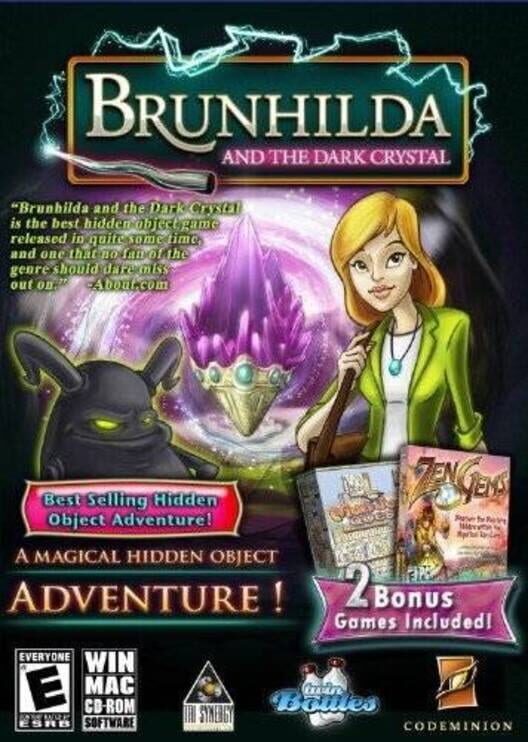 BRUNHILDA
AND THE DARK CRYSTAL
"Brunhilda and the Dark Crystal
is the best hidden object game
released in quite some time,
and one that no fan of the
genre should dare miss
out on." -About.com
ZEN GEMS
Best Selling Hidden
Object Adventure!
A MAGICAL HIDDEN OBJECT
ADVENTURE !
2 Bonus
Games Included!
EVERYONE
E
CONTENT RATED BY
ESRB
WIN
MAC
CD-ROM
SOFTWARE
TRI SYNERGY
twin
Bottles
CODEMINION